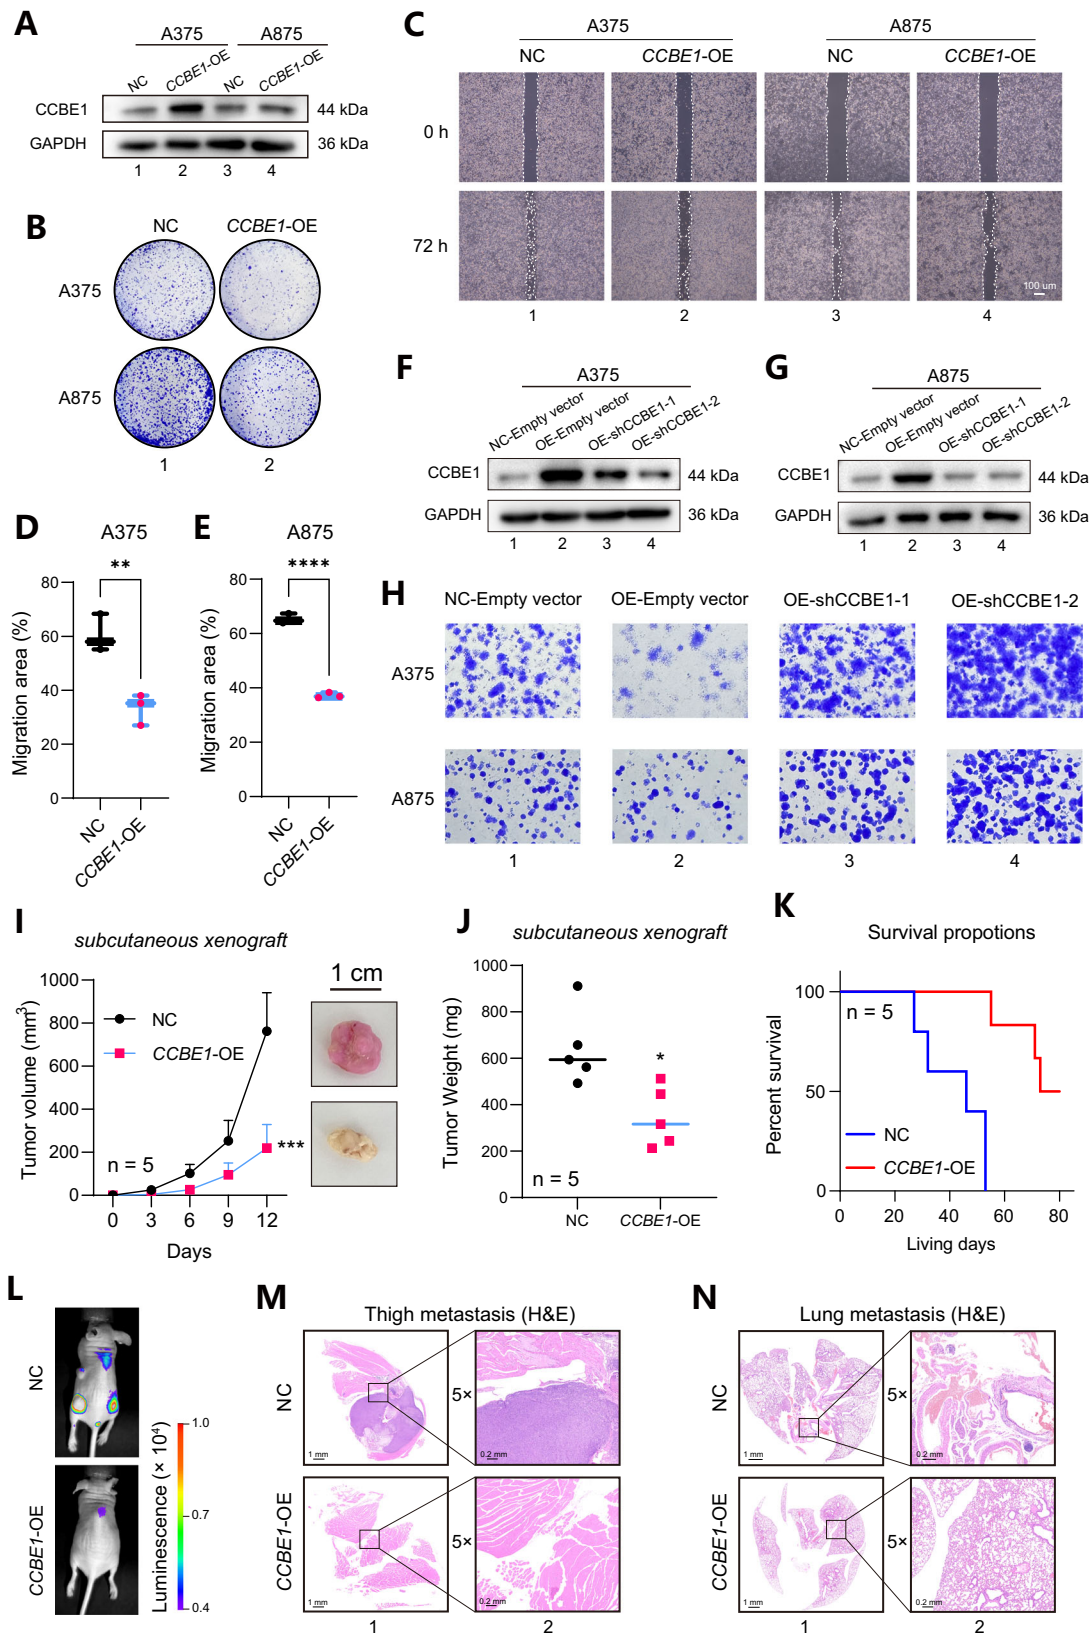 A
A375
A875
NC
CCBE1-OE
NC
CCBE1-OE
CCBE1
44 kDa
GAPDH
36 kDa
1 2 3 4
B
NC
CCBE1-OE
A375
A875
1 2
C
A375
A875
NC
CCBE1-OE
NC
CCBE1-OE
0 h
72 h
100 um
1 2 3 4
D
A375
**
Migration area (%)
80
60
40
20
0
NC
CCBE1-OE
E
A875
****
Migration area (%)
80
60
40
20
0
NC
CCBE1-OE
F
A375
NC-Empty vector
OE-Empty vector
OE-shCCBE1-1
OE-shCCBE1-2
CCBE1
44 kDa
GAPDH
36 kDa
1 2 3 4
G
A875
NC-Empty vector
OE-Empty vector
OE-shCCBE1-1
OE-shCCBE1-2
CCBE1
44 kDa
GAPDH
36 kDa
1 2 3 4
H
NC-Empty vector
OE-Empty vector
OE-shCCBE1-1
OE-shCCBE1-2
A375
A875
1 2 3 4
I
subcutaneous xenograft
Tumor volume (mm³)
1000
800
600
400
200
0
NC
CCBE1-OE
n = 5
***
0 3 6 9 12
Days
1 cm
J
subcutaneous xenograft
Tumor Weight (mg)
1000
800
600
400
200
0
*
n = 5
NC
CCBE1-OE
K
Survival propotions
Percent survival
100
50
0
n = 5
NC
CCBE1-OE
0 20 40 60 80
Living days
L
NC
CCBE1-OE
Luminescence (× 10⁴)
1.0
0.7
0.4
M
Thigh metastasis (H&E)
NC
1 mm
5×
0.2 mm
CCBE1-OE
1 mm
5×
0.2 mm
1 2
N
Lung metastasis (H&E)
NC
1 mm
5×
0.2 mm
CCBE1-OE
1 mm
5×
0.2 mm
1 2